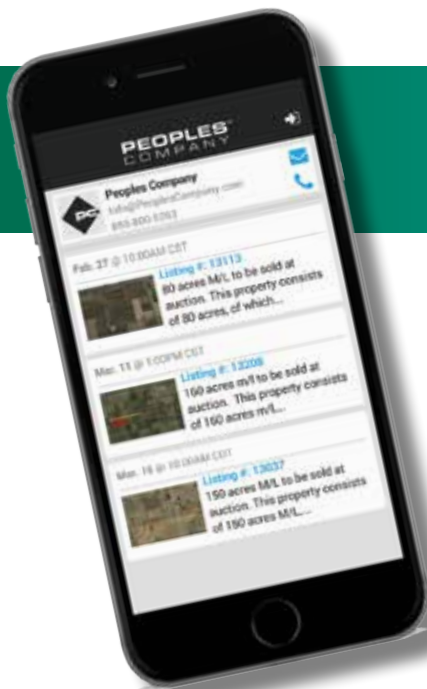 PEOPLES™
COMPANY
PC
Peoples Company
Info@PeoplesCompany.com
Feb. 27 @ 10:00AM CST
Listing #: 13113
80 acres M/L to be sold at
auction. This property consists
of 80 acres, of which...
Mar. 11 @ 1:00PM CST
Listing #: 13205
160 acres m/l to be sold at
auction. This property consists
of 160 acres m/l...
Mar. 16 @ 10:00AM CDT
Listing #: 13037
150 acres M/L to be sold at
auction. This property consists
of 150 acres M/L...